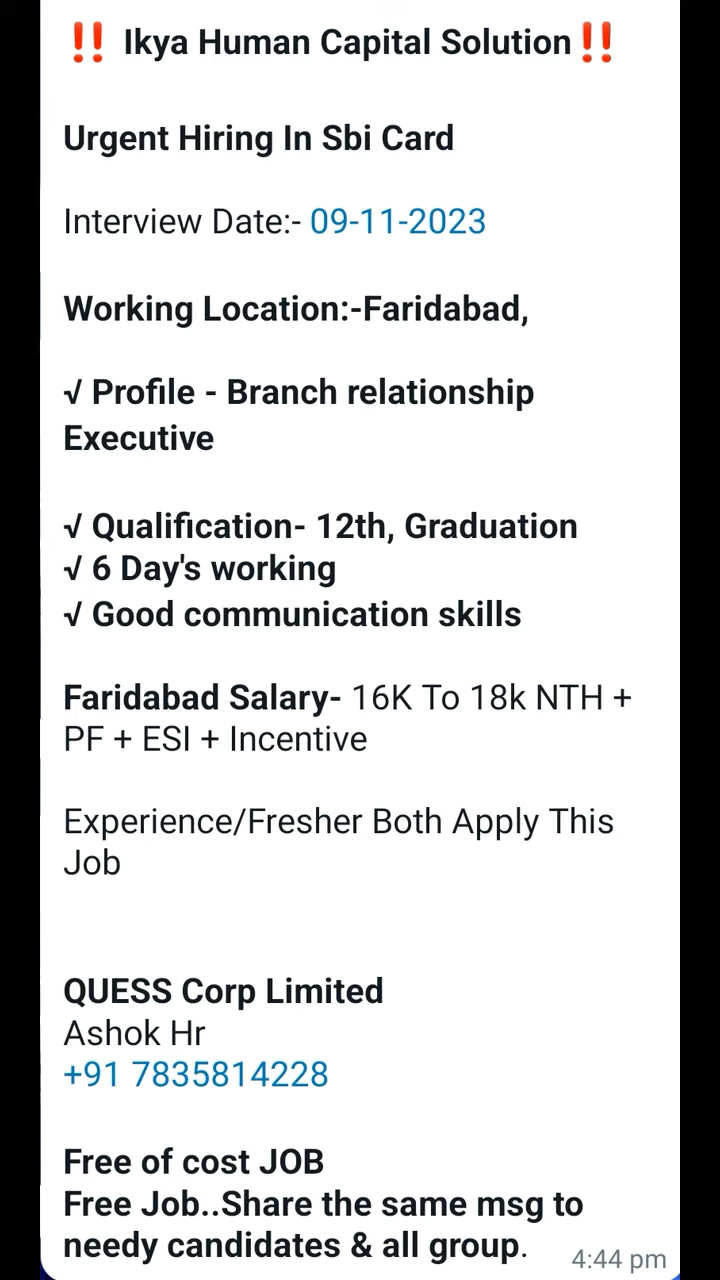 ‼️ Ikya Human Capital Solution‼️
Urgent Hiring In Sbi Card
Interview Date:- 09-11-2023
Working Location:-Faridabad,
√ Profile - Branch relationship
Executive
√ Qualification- 12th, Graduation
√ 6 Day's working
√ Good communication skills
Faridabad Salary- 16K To 18k NTH +
PF + ESI + Incentive
Experience/Fresher Both Apply This
Job
QUESS Corp Limited
Ashok Hr
+91 7835814228
Free of cost JOB
Free Job..Share the same msg to
needy candidates & all group.
4:44 pm